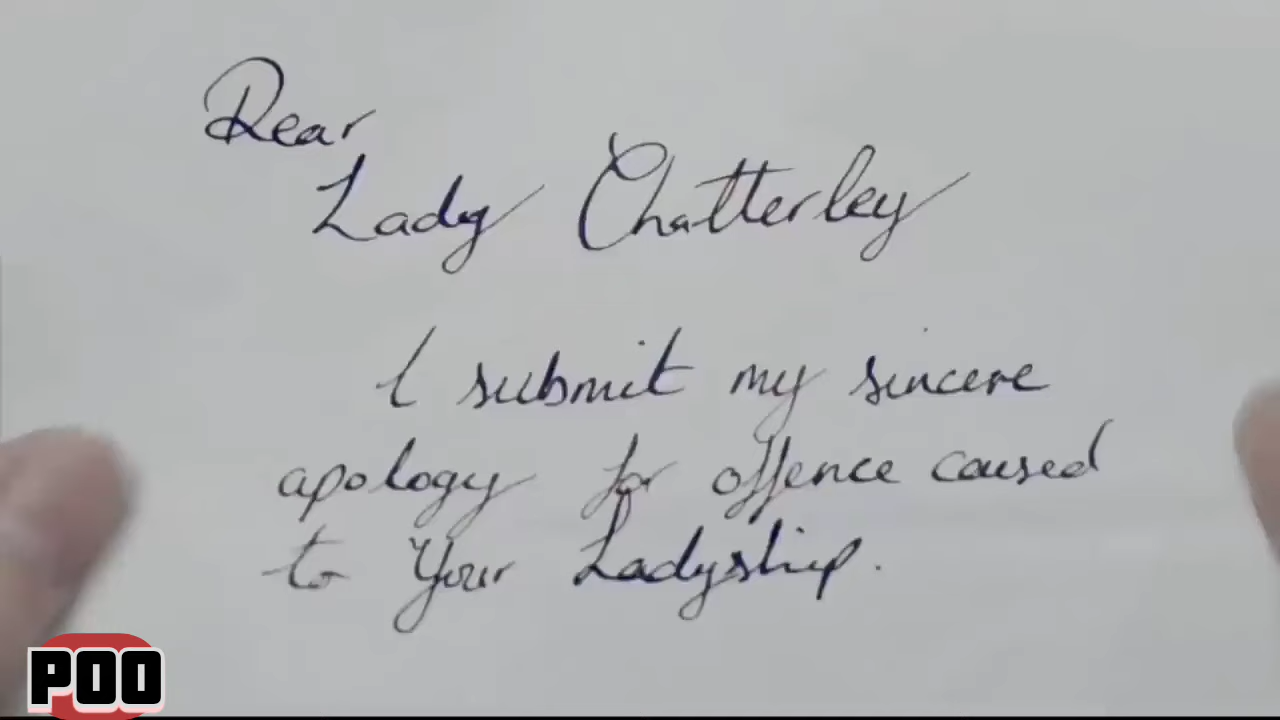 Dear
Lady Chatterley
I submit my sincere
apology for offence caused
to Your Ladyship.
POO